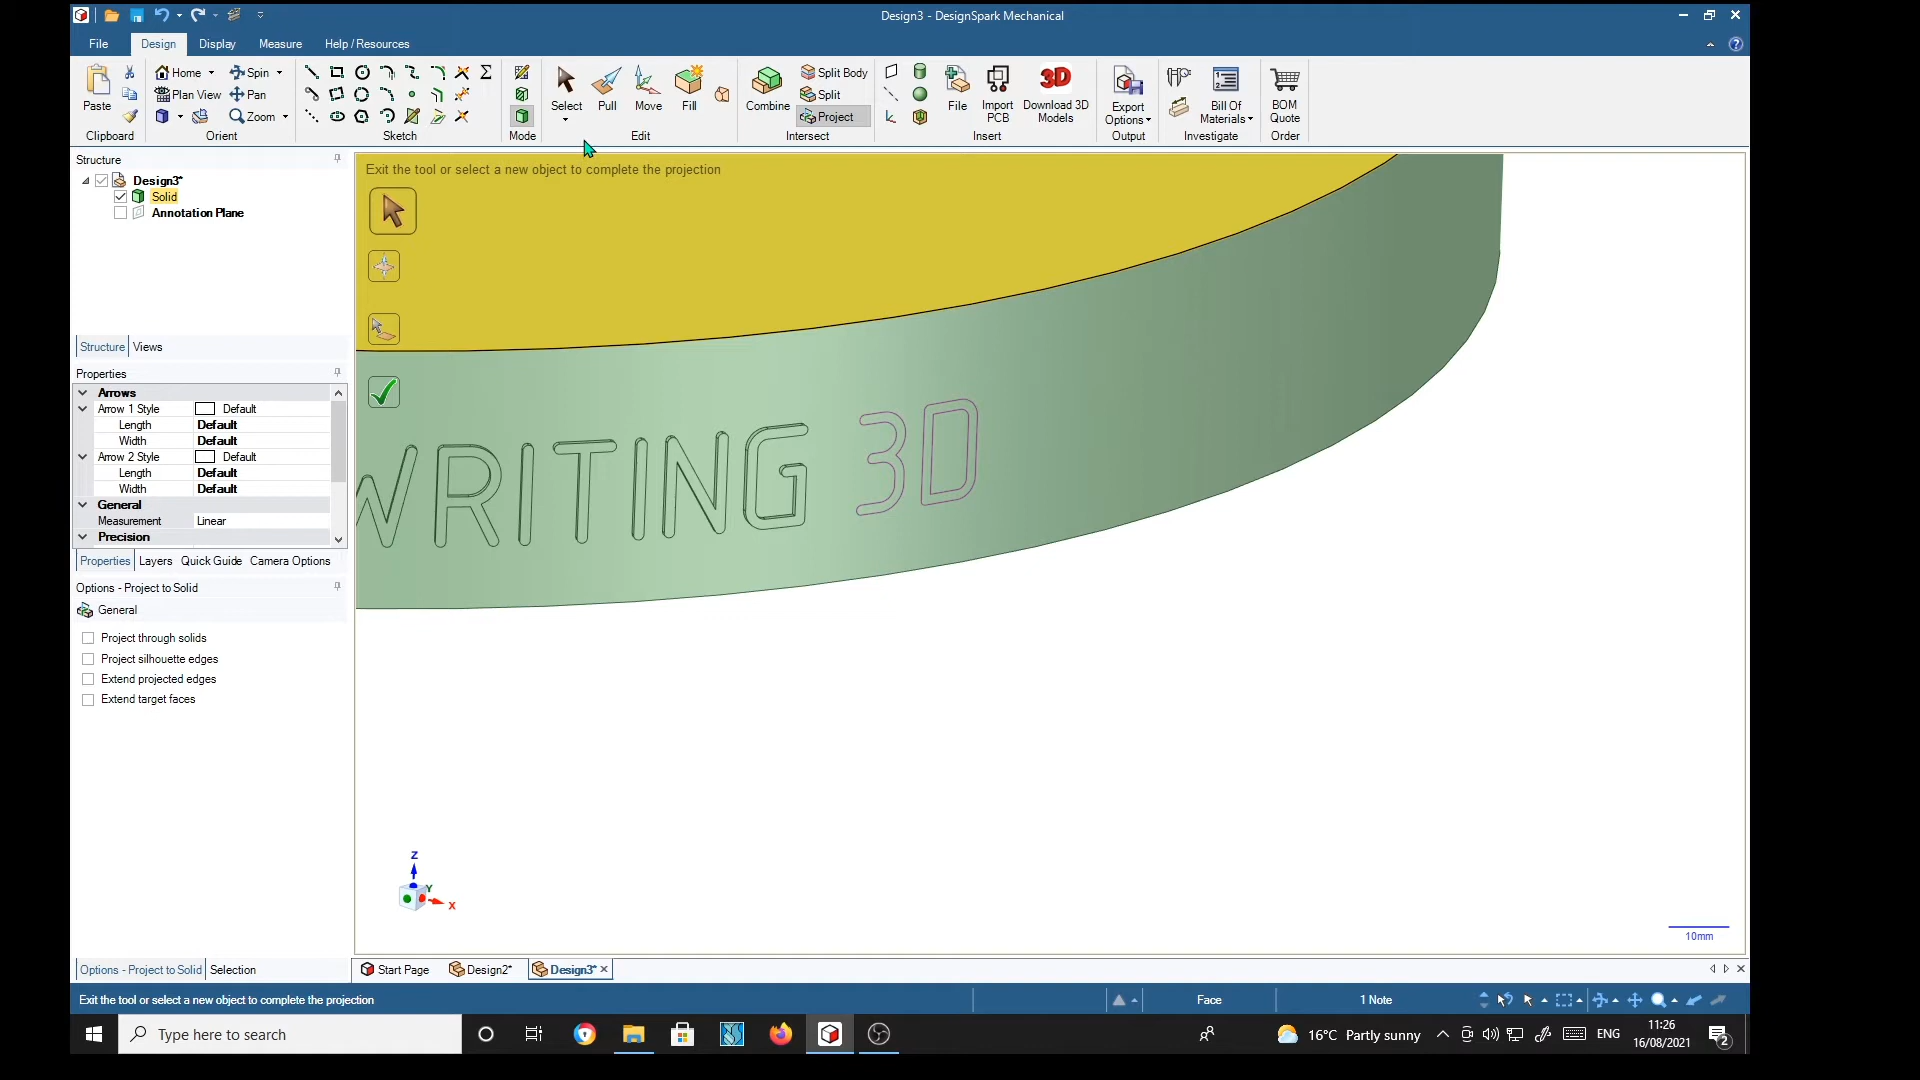 Design3 - DesignSpark Mechanical
File Design Display Measure Help / Resources
Paste
Clipboard
Home
Plan View
Spin
Pan
Zoom
Orient
Sketch
Mode
Select Pull Move Fill
Edit
Combine
Split Body
Split
Project
Intersect
File
Import PCB
3D
Download 3D Models
Insert
Export Options
Output
Bill Of Materials
Investigate
BOM Quote
Order
Structure
Design3*
Solid
Annotation Plane
Structure Views
Properties
Arrows
Arrow 1 Style Default
Length Default
Width Default
Arrow 2 Style Default
Length Default
Width Default
General
Measurement Linear
Precision
Properties Layers Quick Guide Camera Options
Options - Project to Solid
General
Project through solids
Project silhouette edges
Extend projected edges
Extend target faces
Options - Project to Solid Selection
Exit the tool or select a new object to complete the projection
WRITING 3D
Z
Y
X
10mm
Start Page Design2* Design3*
Exit the tool or select a new object to complete the projection
Face
1 Note
Type here to search
16°C Partly sunny
ENG
11:26
16/08/2021
2